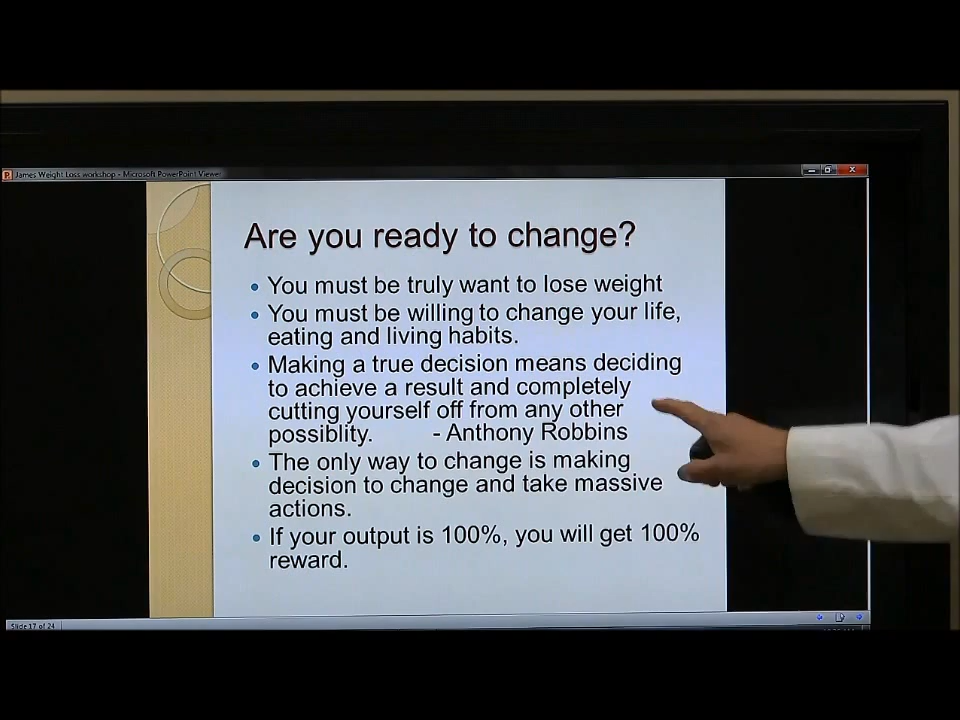 James Weight Loss workshop - Microsoft PowerPoint Viewer
Are you ready to change?
• You must be truly want to lose weight
• You must be willing to change your life,
eating and living habits.
• Making a true decision means deciding
to achieve a result and completely
cutting yourself off from any other
possiblity. - Anthony Robbins
• The only way to change is making
decision to change and take massive
actions.
• If your output is 100%, you will get 100%
reward.
Slide 17 of 24